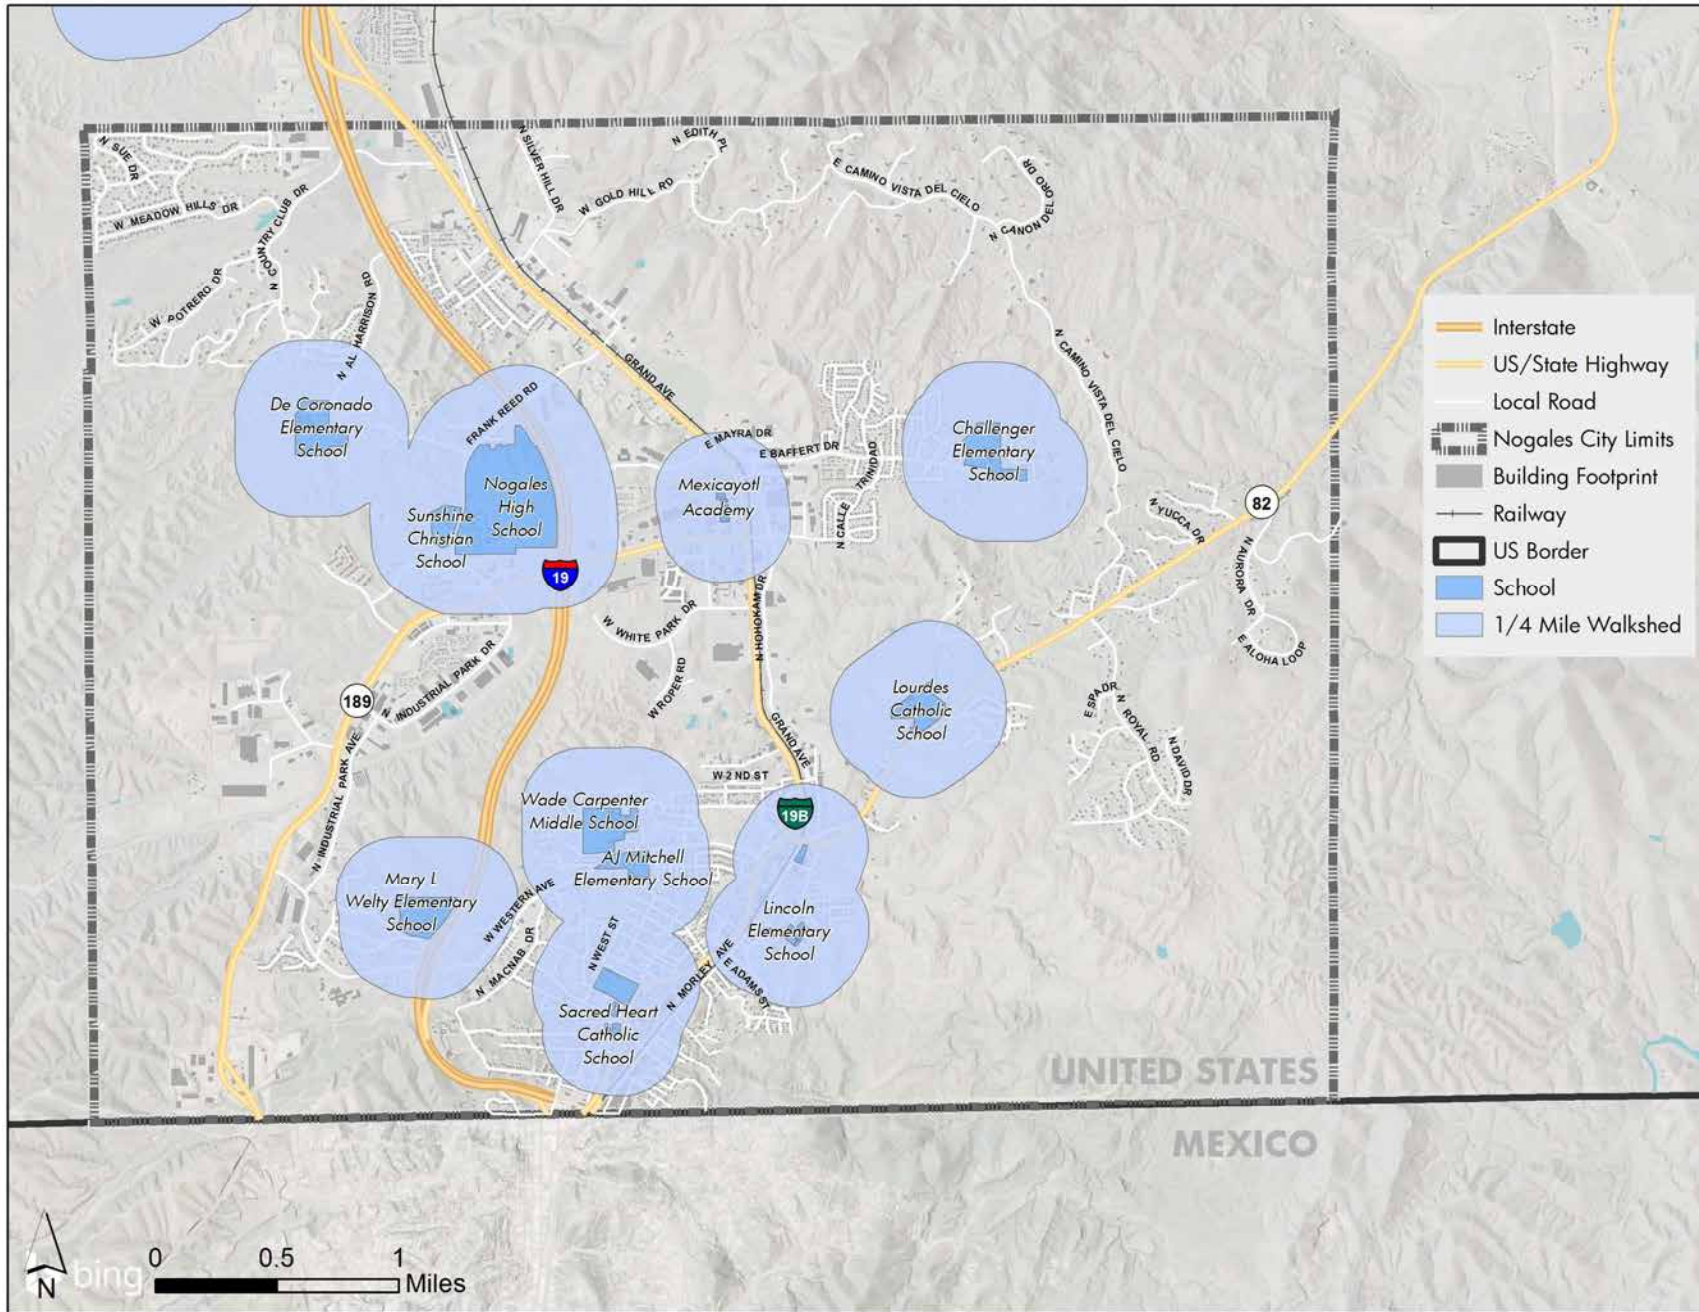 N SUE DR
W MEADOW HILLS DR
N COUNTRY CLUB DR
W POTRERO DR
N AL HARRISON RD
N SILVER HILL DR
W GOLD HILL RD
N EDITH PL
E CAMINO VISTA DEL CIELO
N CANON DEL ORO DR
N CAMINO VISTA DEL CIELO
GRAND AVE
FRANK REED RD
E MAYRA DR
E BAFFERT DR
N CALLE TRINIDAD
De Coronado
Elementary
School
Nogales
High
School
Sunshine
Christian
School
Mexicayotl
Academy
Challenger
Elementary
School
19
82
N YUCCA DR
N AURORA DR
E ALOHA LOOP
W WHITE PARK DR
W ROPER RD
N HOHOKAM DR
GRAND AVE
189
N INDUSTRIAL PARK DR
N INDUSTRIAL PARK AVE
Lourdes
Catholic
School
E SPA DR
N ROYAL RD
N DAVID DR
W 2ND ST
19B
Wade Carpenter
Middle School
AJ Mitchell
Elementary School
Mary L
Welty Elementary
School
W WESTERN AVE
N MACNAB DR
N WEST ST
N MORLEY AVE
E ADAMS ST
Lincoln
Elementary
School
Sacred Heart
Catholic
School
UNITED STATES
MEXICO
Interstate
US/State Highway
Local Road
Nogales City Limits
Building Footprint
Railway
US Border
School
1/4 Mile Walkshed
N
bing
0 0.5 1
Miles